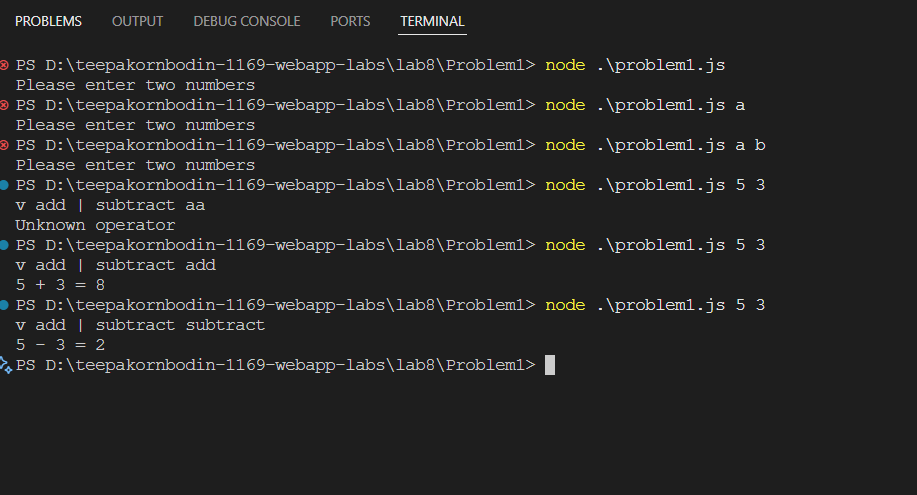 PROBLEMS OUTPUT DEBUG CONSOLE PORTS TERMINAL
PS D:\teepakornbodin-1169-webapp-labs\lab8\Problem1> node .\problem1.js
Please enter two numbers
PS D:\teepakornbodin-1169-webapp-labs\lab8\Problem1> node .\problem1.js a
Please enter two numbers
PS D:\teepakornbodin-1169-webapp-labs\lab8\Problem1> node .\problem1.js a b
Please enter two numbers
PS D:\teepakornbodin-1169-webapp-labs\lab8\Problem1> node .\problem1.js 5 3
v add | subtract aa
Unknown operator
PS D:\teepakornbodin-1169-webapp-labs\lab8\Problem1> node .\problem1.js 5 3
v add | subtract add
5 + 3 = 8
PS D:\teepakornbodin-1169-webapp-labs\lab8\Problem1> node .\problem1.js 5 3
v add | subtract subtract
5 - 3 = 2
PS D:\teepakornbodin-1169-webapp-labs\lab8\Problem1>